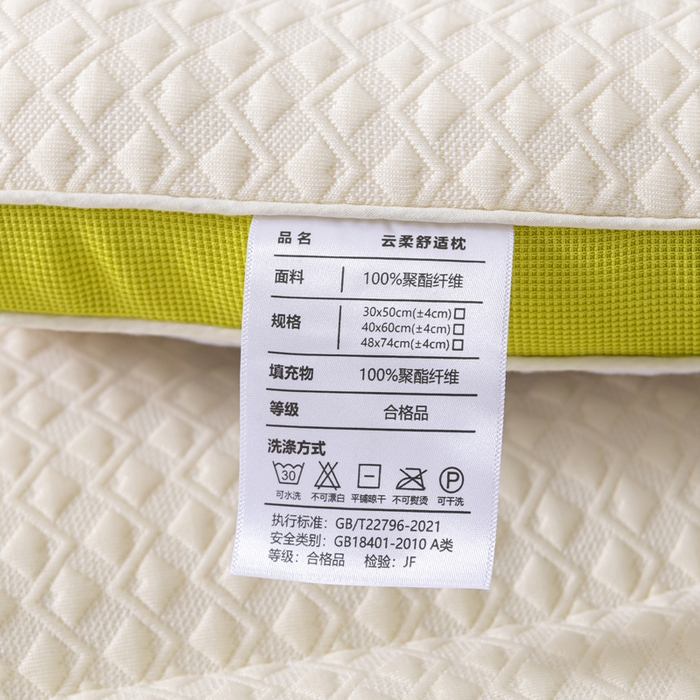 品名 云柔舒适枕
面料 100%聚酯纤维
规格 30x50cm(±4cm)
40x60cm(±4cm)
48x74cm(±4cm)
填充物 100%聚酯纤维
等级 合格品
洗涤方式
30 P
可水洗 不可漂白 平铺晾干 不可熨烫 可干洗
执行标准：GB/T22796-2021
安全类别：GB18401-2010 A类
等级：合格品 检验：JF